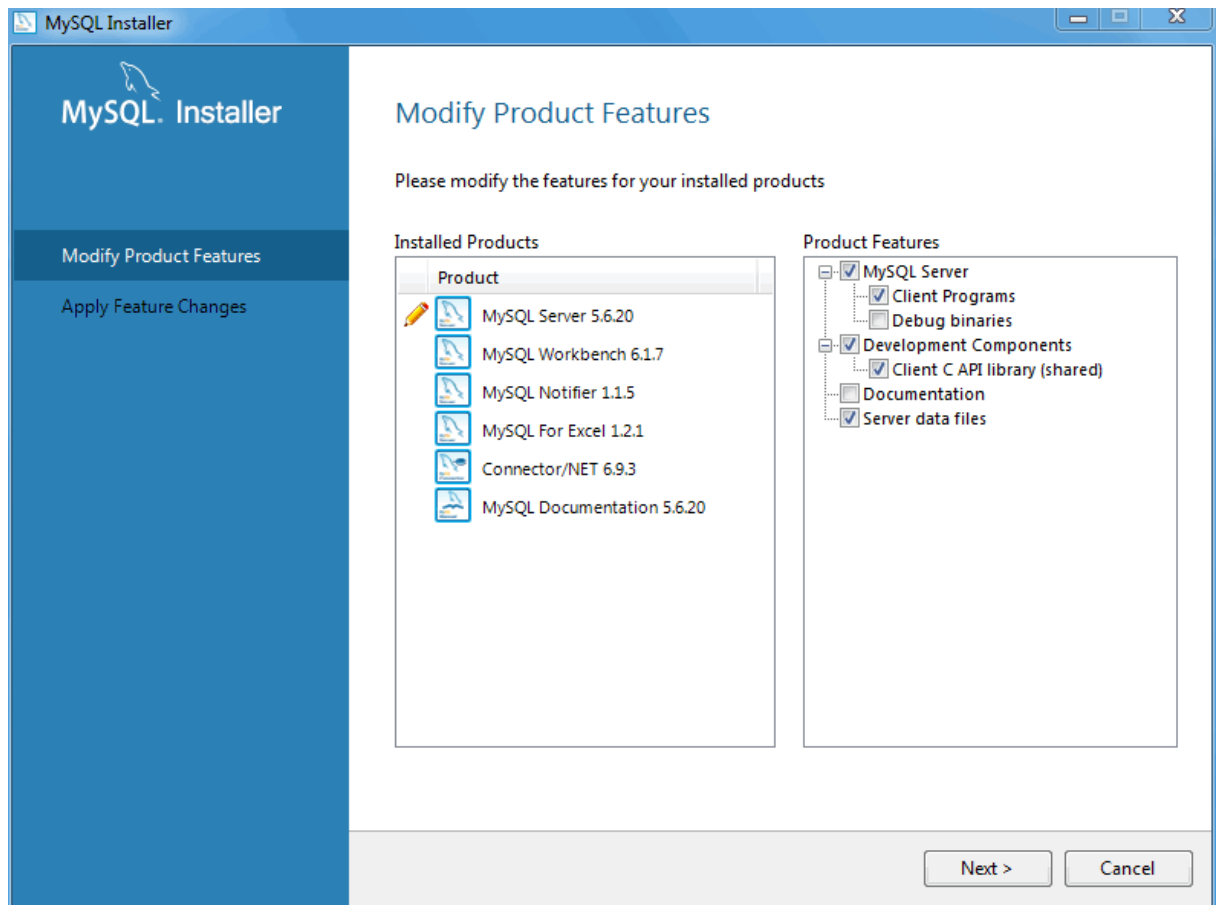 MySQL Installer
MySQL. Installer
Modify Product Features
Apply Feature Changes
Modify Product Features
Please modify the features for your installed products
Installed Products
Product
MySQL Server 5.6.20
MySQL Workbench 6.1.7
MySQL Notifier 1.1.5
MySQL For Excel 1.2.1
Connector/NET 6.9.3
MySQL Documentation 5.6.20
Product Features
MySQL Server
Client Programs
Debug binaries
Development Components
Client C API library (shared)
Documentation
Server data files
Next >
Cancel